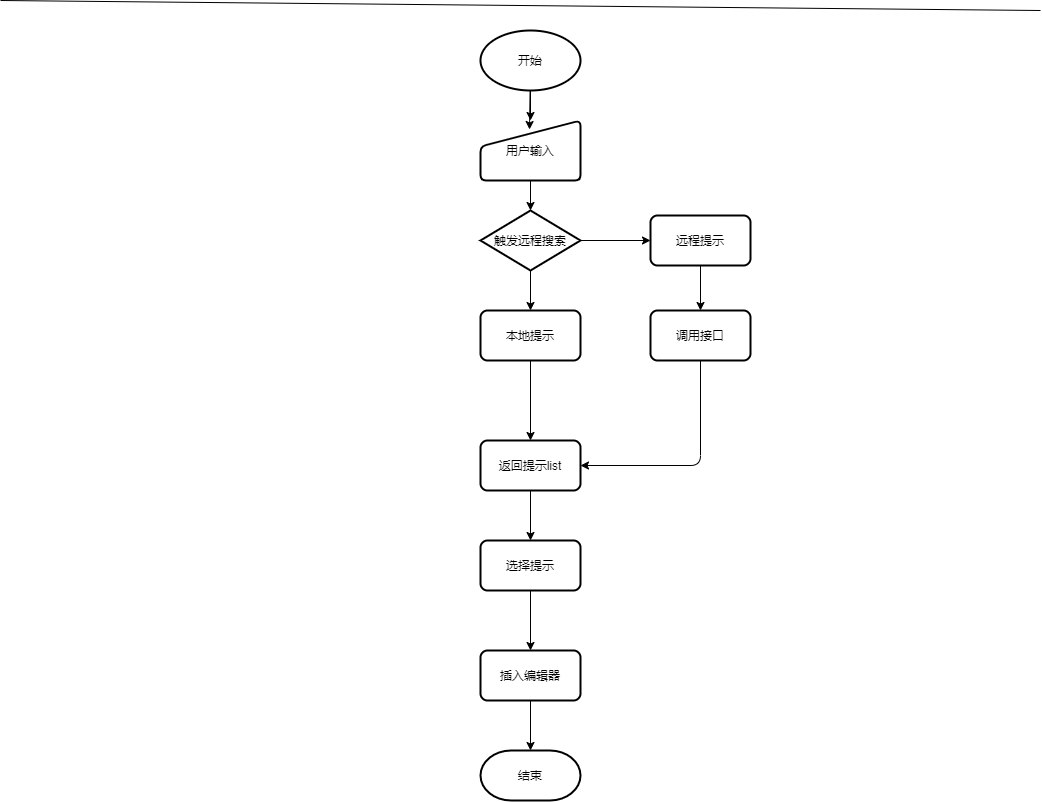 开始
用户输入
触发远程搜索
远程提示
本地提示
调用接口
返回提示list
选择提示
插入编辑器
结束